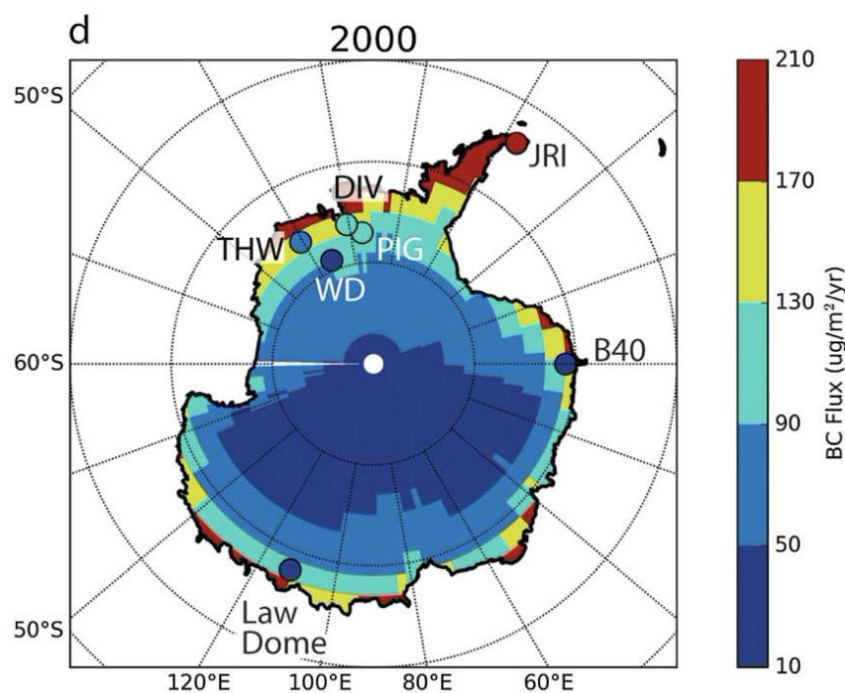 d
2000
210
50°S
JRI
DIV
170
THW
PIG
WD
130
B40
60°S
90
BC Flux (ug/m²/yr)
50
Law
Dome
50°S
10
120°E 100°E 80°E 60°E